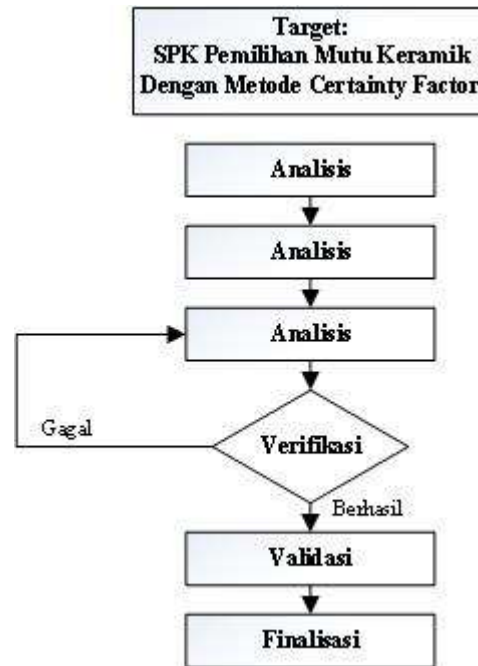 Target:
SPK Pemilihan Mutu Keramik
Dengan Metode Certainty Factor
Analisis
Analisis
Analisis
Gagal
Verifikasi
Berhasil
Validasi
Finalisasi